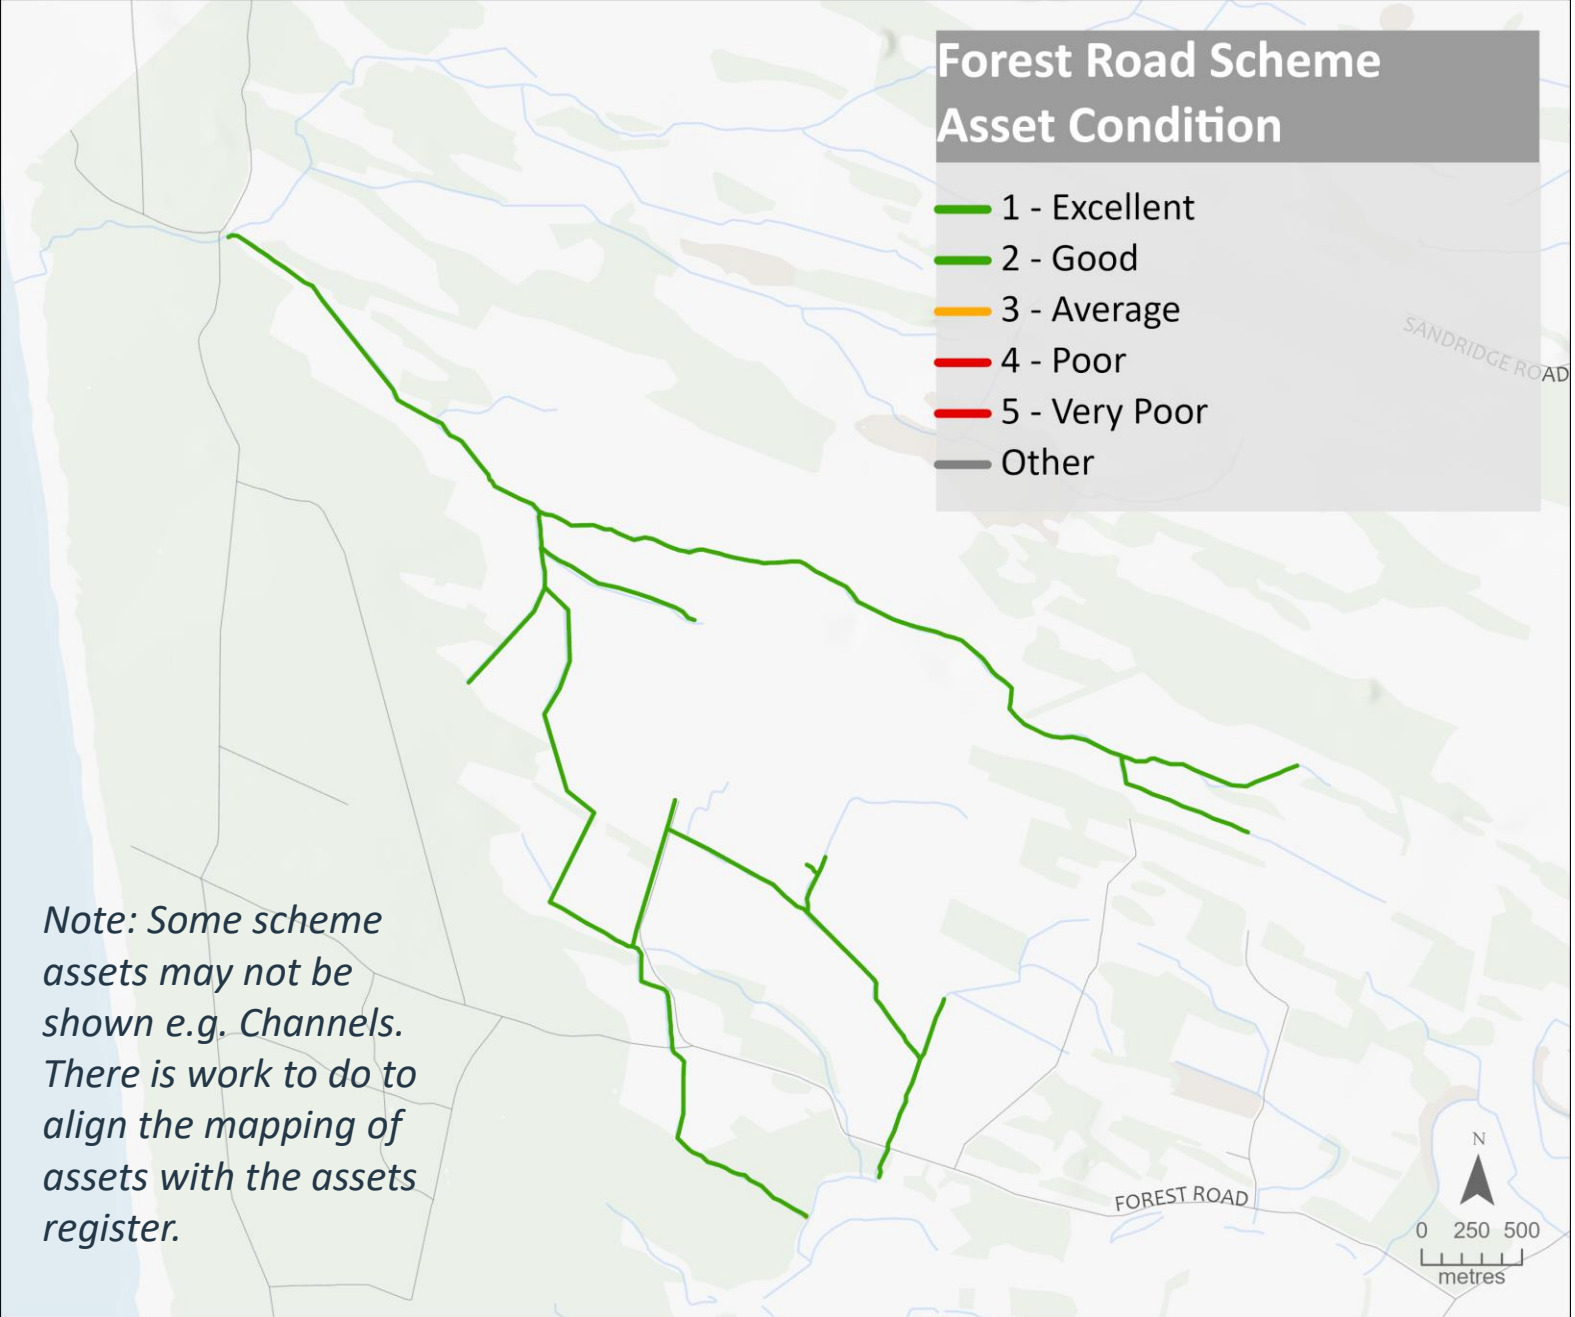 Forest Road Scheme
Asset Condition
1 - Excellent
2 - Good
3 - Average
4 - Poor
5 - Very Poor
Other
SANDRIDGE ROAD
Note: Some scheme
assets may not be
shown e.g. Channels.
There is work to do to
align the mapping of
assets with the assets
register.
FOREST ROAD
N
0 250 500
metres